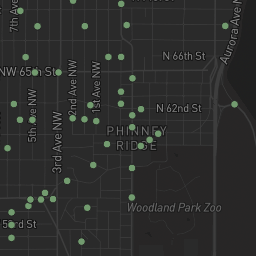 7th Ave
Aurora Ave N
N 66th St
NW 65th St
5th Ave NW
2nd Ave NW
1st Ave NW
N 62nd St
3rd Ave NW
PHINNEY
RIDGE
Woodland Park Zoo
53rd St